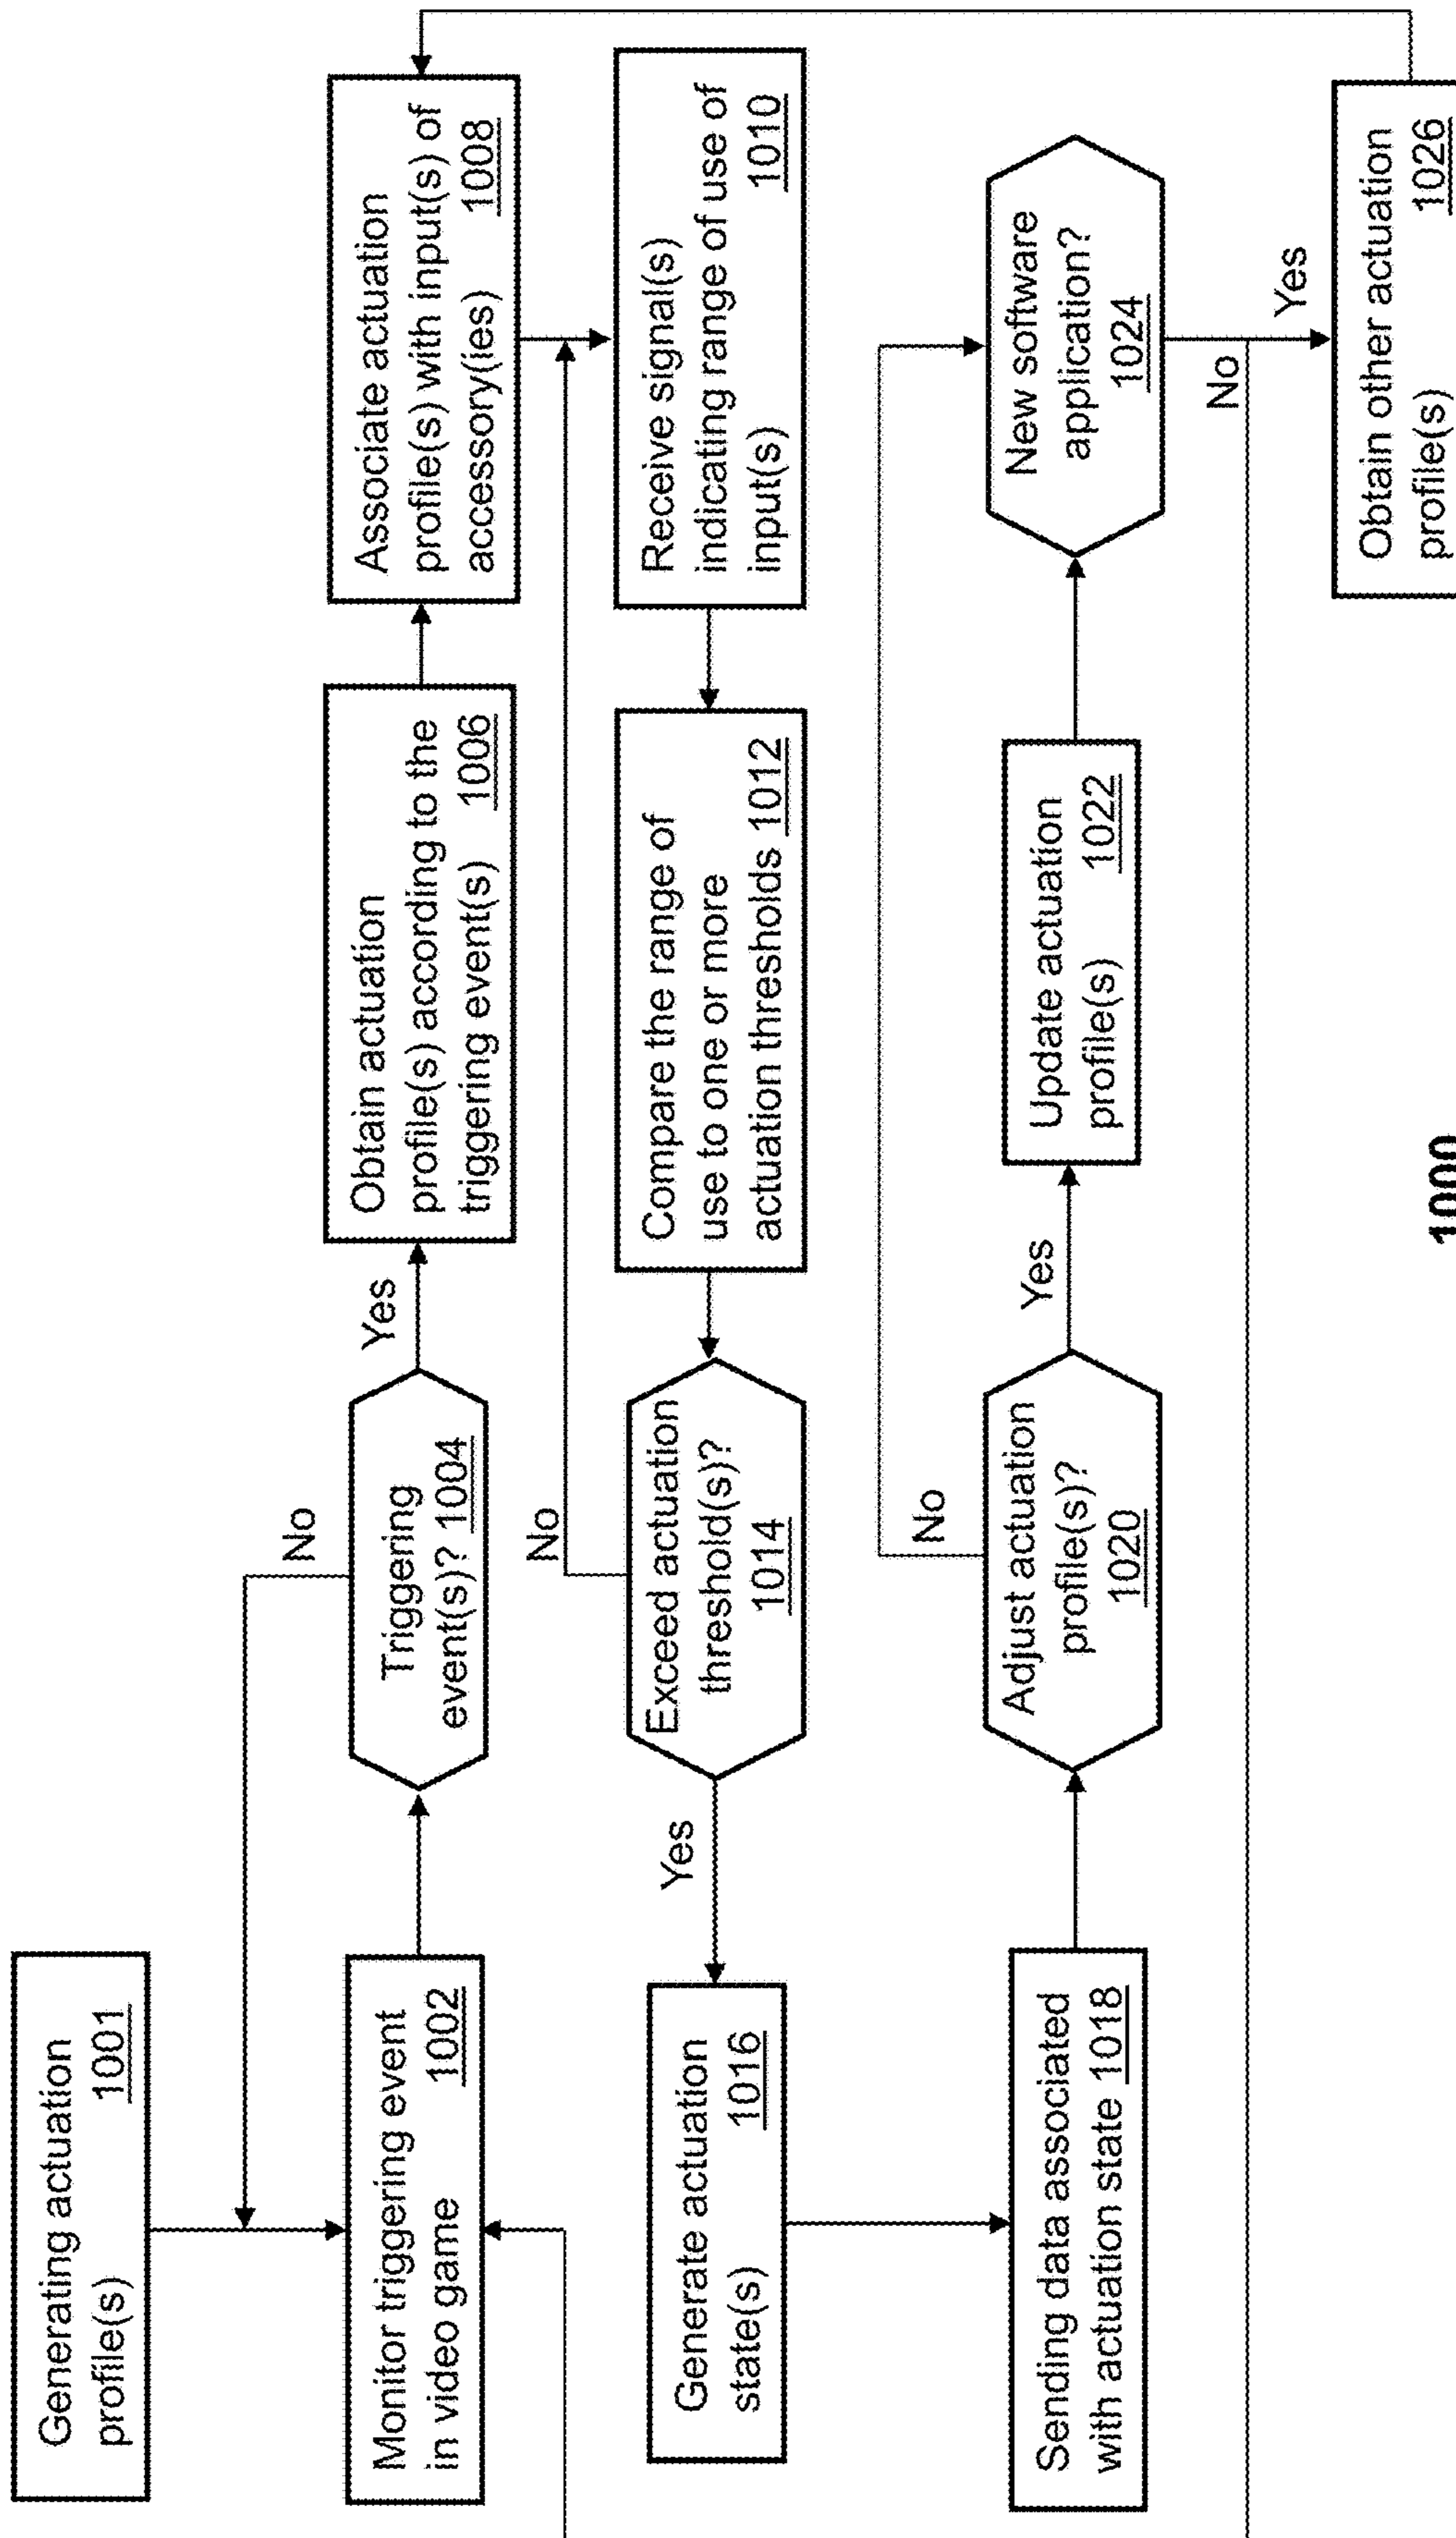 Generating actuation
profile(s) 1001
Monitor triggering event
in video game 1002
No
Triggering
event(s)? 1004
Yes
Obtain actuation
profile(s) according to the
triggering event(s) 1006
Associate actuation
profile(s) with input(s) of
accessory(ies) 1008
Receive signal(s)
indicating range of use of
input(s) 1010
Compare the range of
use to one or more
actuation thresholds 1012
Exceed actuation
threshold(s)?
1014
No
Yes
Generate actuation
state(s) 1016
Sending data associated
with actuation state 1018
Adjust actuation
profile(s)?
1020
No
Yes
Update actuation
profile(s) 1022
New software
application?
1024
No
Yes
Obtain other actuation
profile(s) 1026
1000